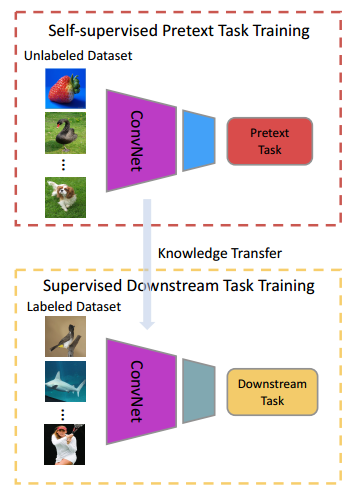 Self-supervised Pretext Task Training
Unlabeled Dataset
ConvNet
Pretext
Task
Knowledge Transfer
Supervised Downstream Task Training
Labeled Dataset
ConvNet
Downstream
Task